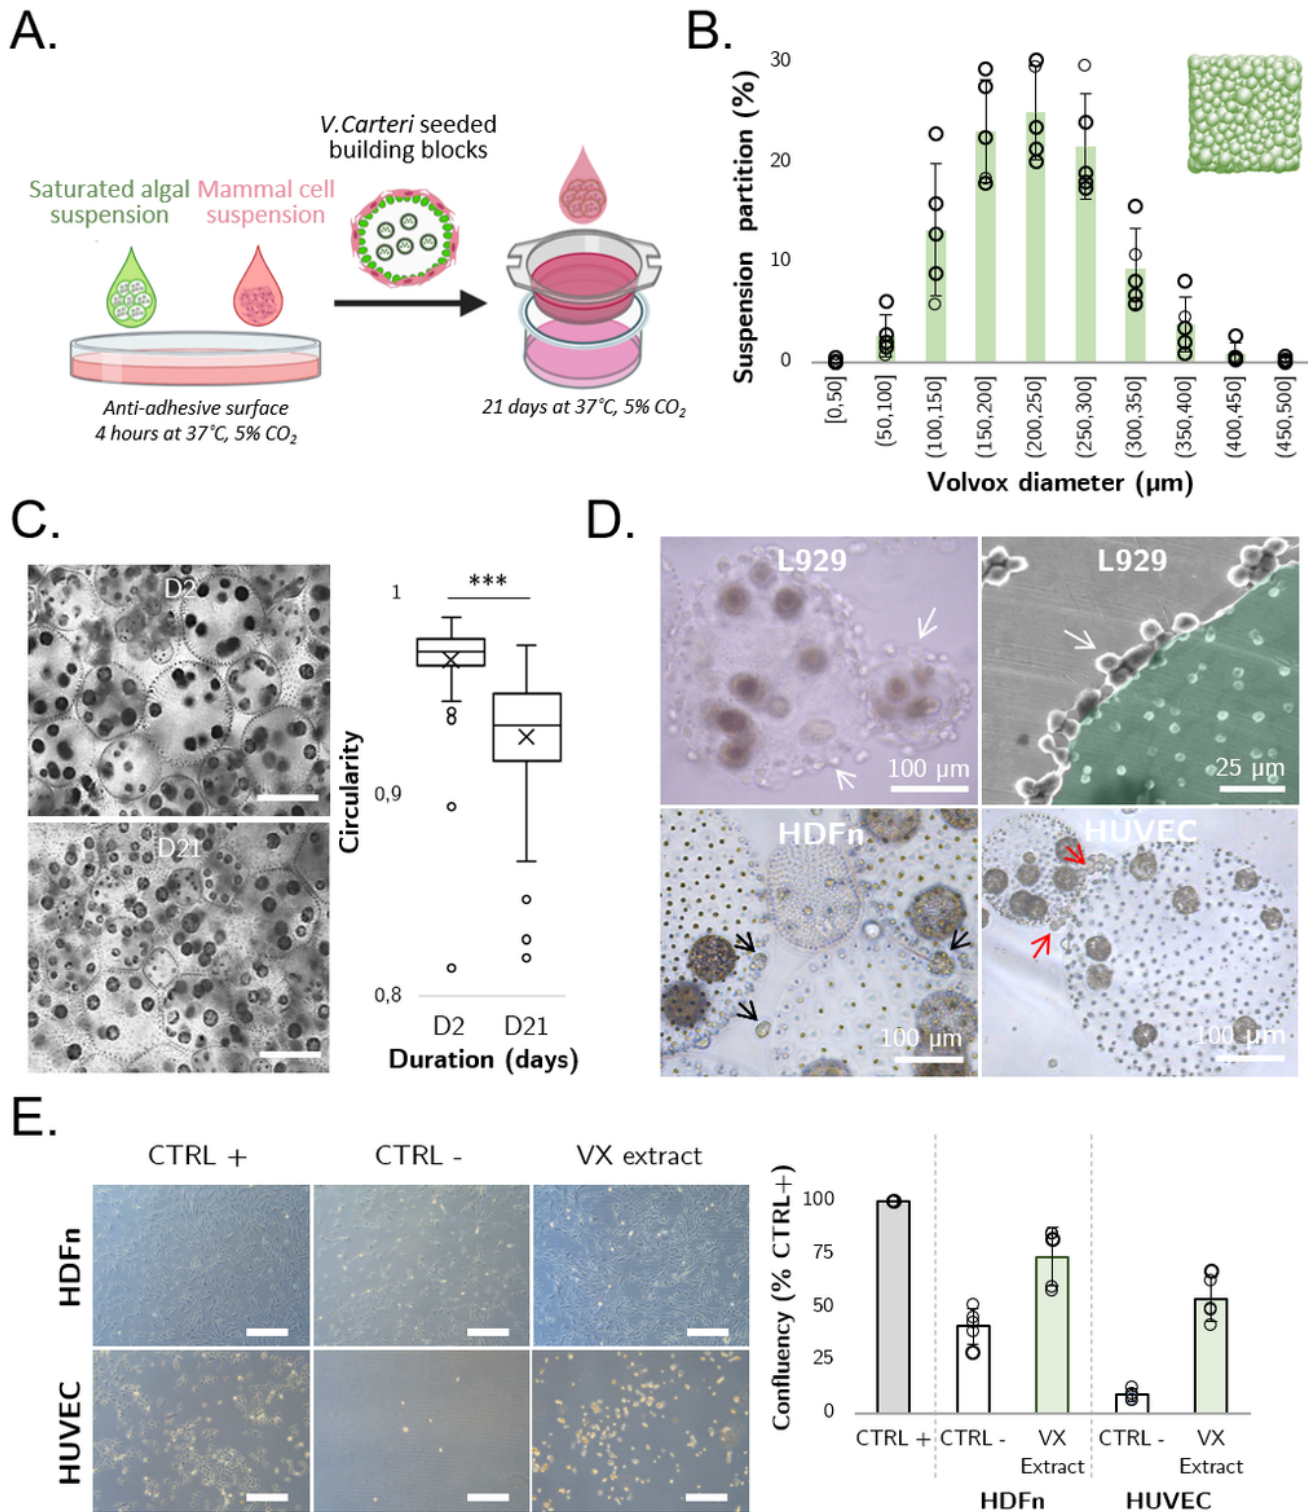 A.
V.Carteri seeded
building blocks
Saturated algal
suspension
Mammal cell
suspension
Anti-adhesive surface
4 hours at 37°C, 5% CO₂
21 days at 37°C, 5% CO₂
B.
Suspension partition (%)
30
20
10
0
[0,50]
(50,100]
(100,150]
(150,200]
(200,250]
(250,300]
(300,350]
(350,400]
(400,450]
(450,500]
Volvox diameter (µm)
C.
D2
D21
Circularity
1
0,9
0,8
***
D2
D21
Duration (days)
D.
L929
100 µm
L929
25 µm
HDFn
100 µm
HUVEC
100 µm
E.
CTRL +
CTRL -
VX extract
HDFn
HUVEC
Confluency (% CTRL+)
100
75
50
25
0
CTRL +
CTRL -
VX
Extract
CTRL -
VX
Extract
HDFn
HUVEC